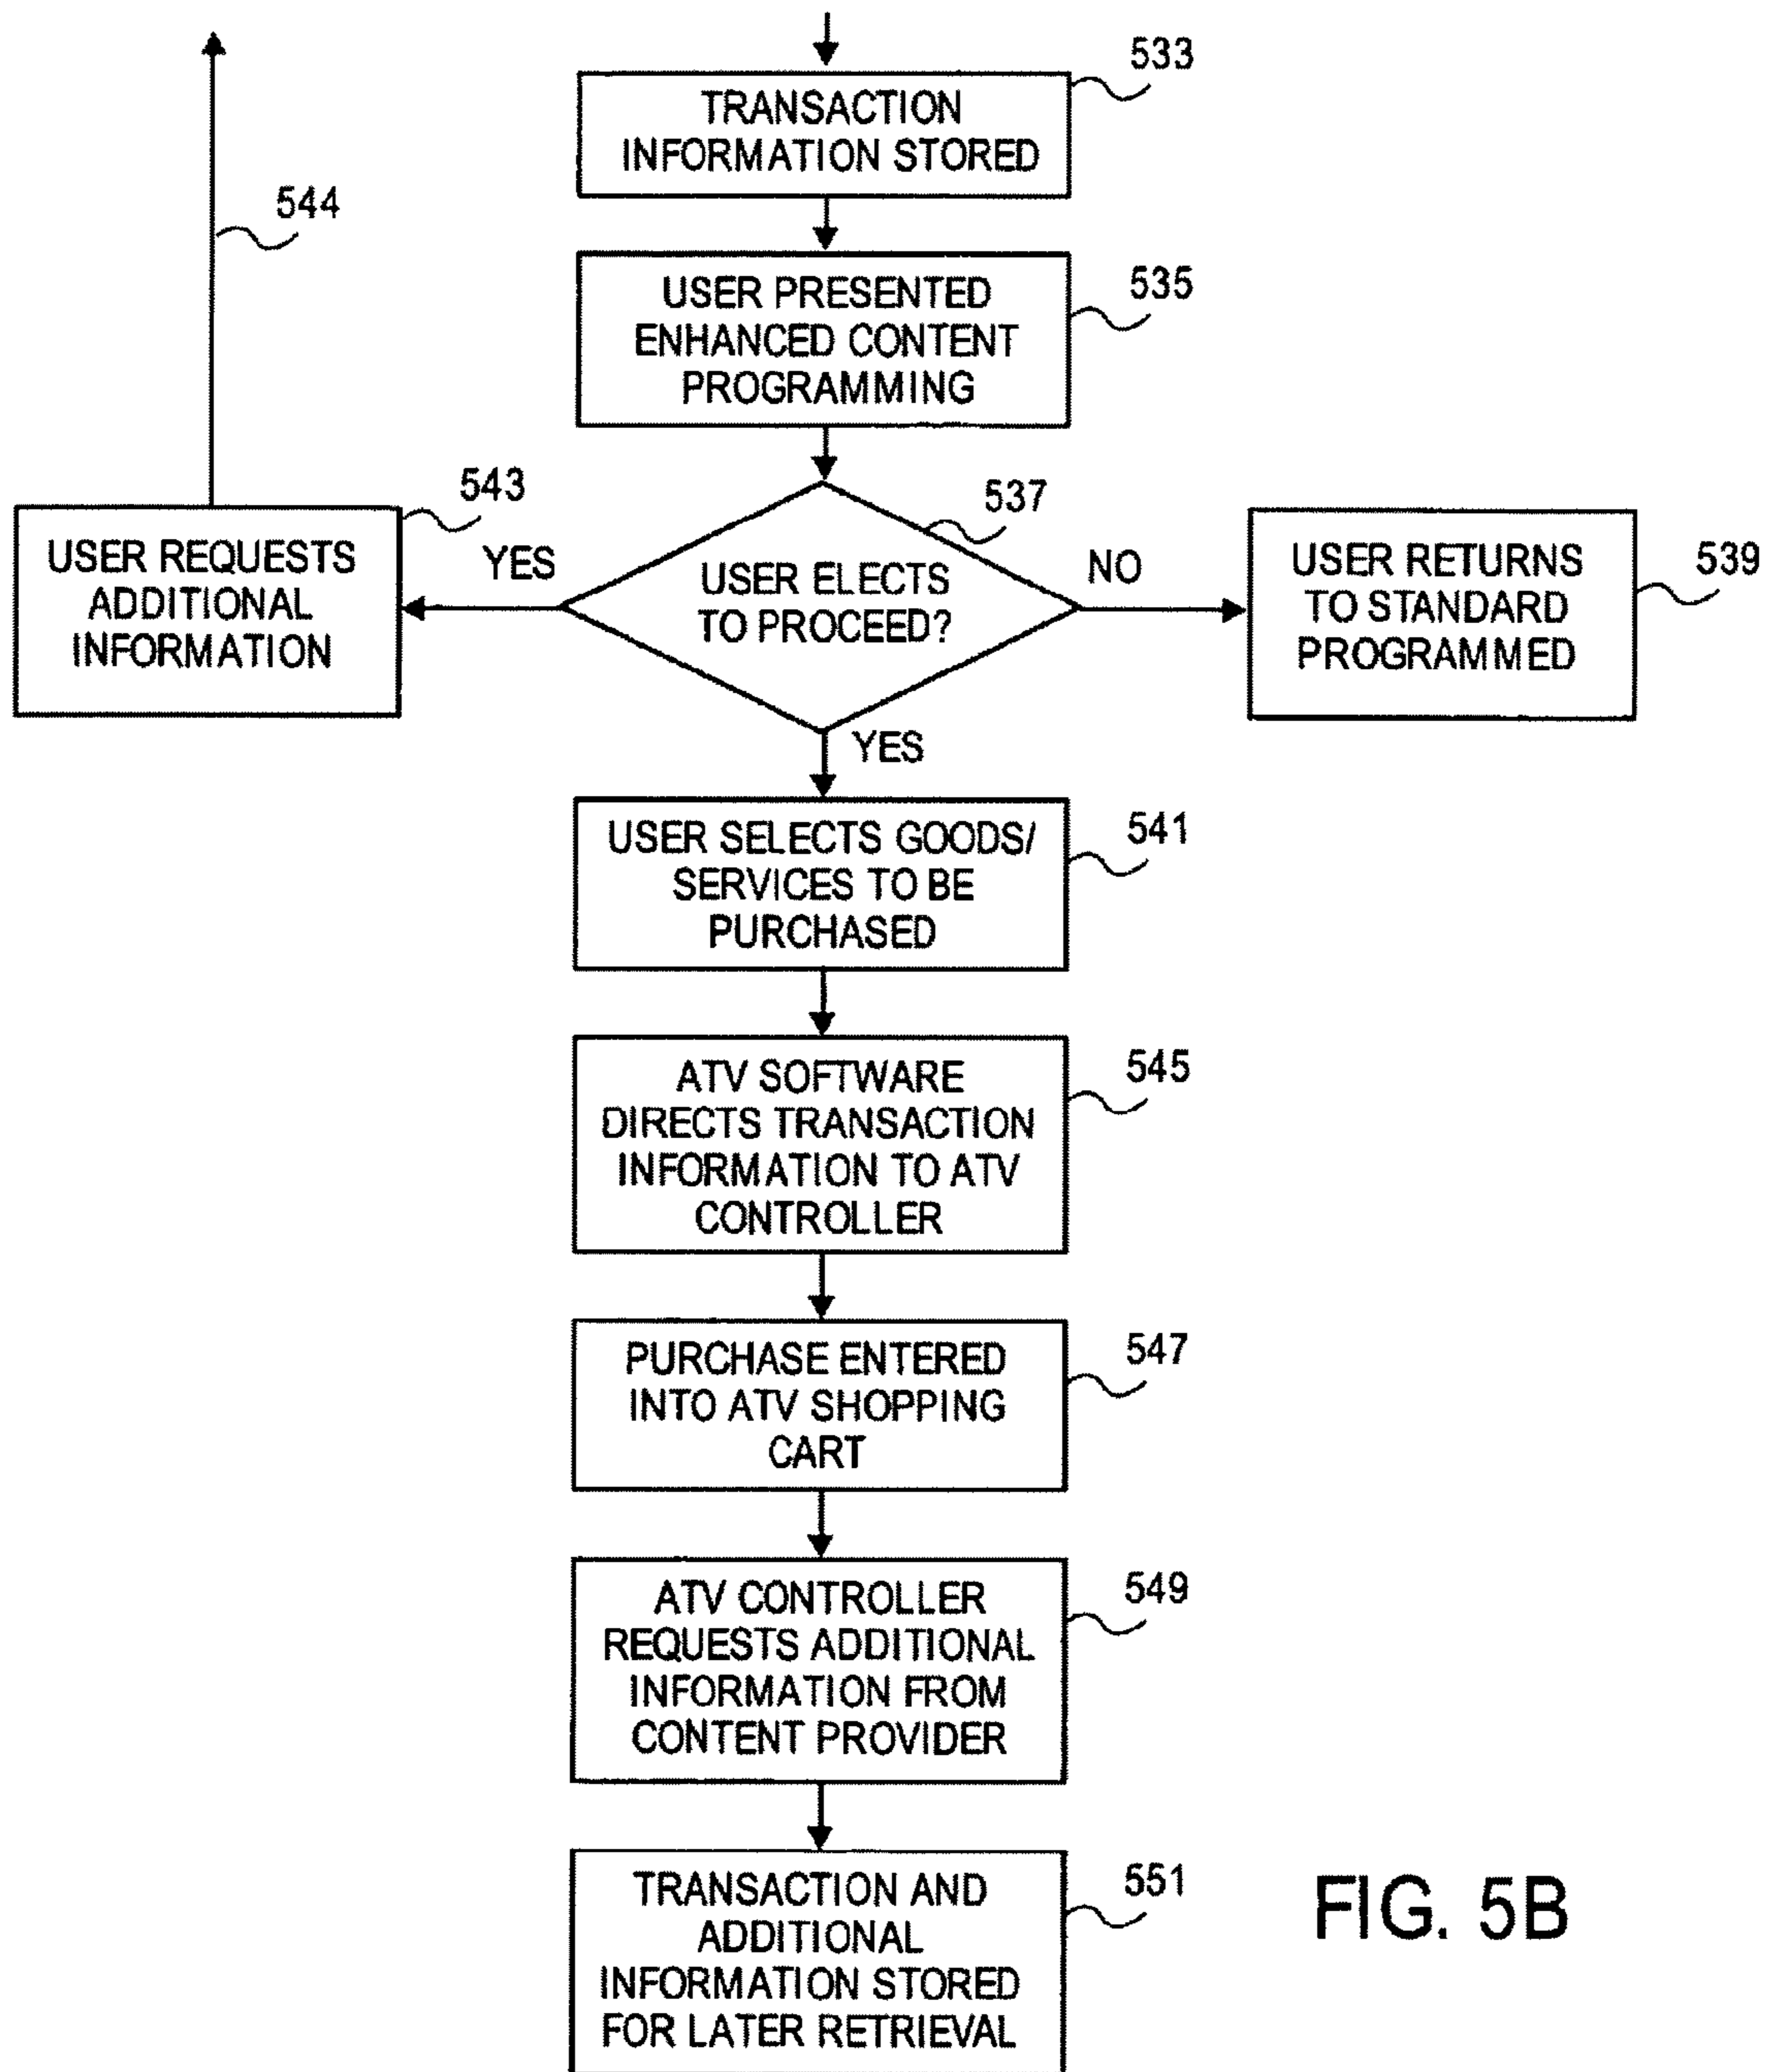 533
TRANSACTION
INFORMATION STORED
544
535
USER PRESENTED
ENHANCED CONTENT
PROGRAMMING
543
USER REQUESTS
ADDITIONAL
INFORMATION
YES
537
USER ELECTS
TO PROCEED?
NO
USER RETURNS
TO STANDARD
PROGRAMMED
539
YES
541
USER SELECTS GOODS/
SERVICES TO BE
PURCHASED
545
ATV SOFTWARE
DIRECTS TRANSACTION
INFORMATION TO ATV
CONTROLLER
547
PURCHASE ENTERED
INTO ATV SHOPPING
CART
549
ATV CONTROLLER
REQUESTS ADDITIONAL
INFORMATION FROM
CONTENT PROVIDER
551
TRANSACTION AND
ADDITIONAL
INFORMATION STORED
FOR LATER RETRIEVAL
FIG. 5B